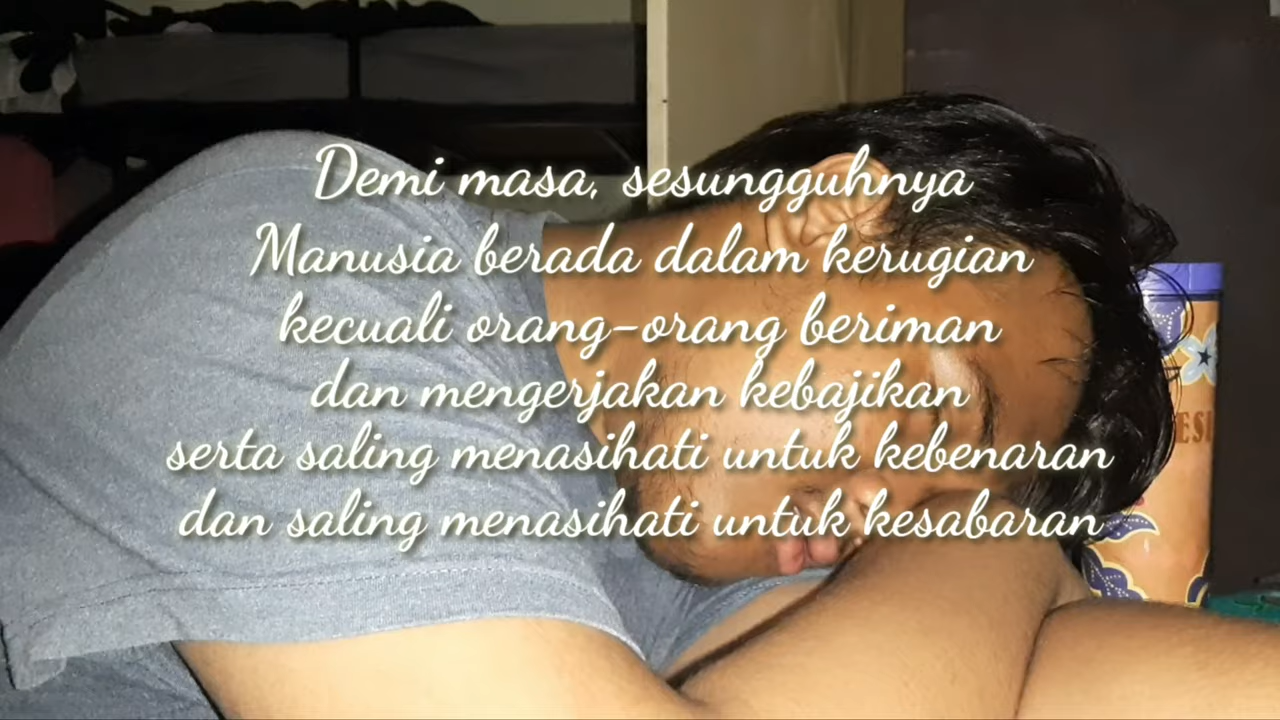 Demi masa, sesungguhnya
Manusia berada dalam kerugian
kecuali orang-orang beriman
dan mengerjakan kebajikan
serta saling menasihati untuk kebenaran
dan saling menasihati untuk kesabaran
ESI